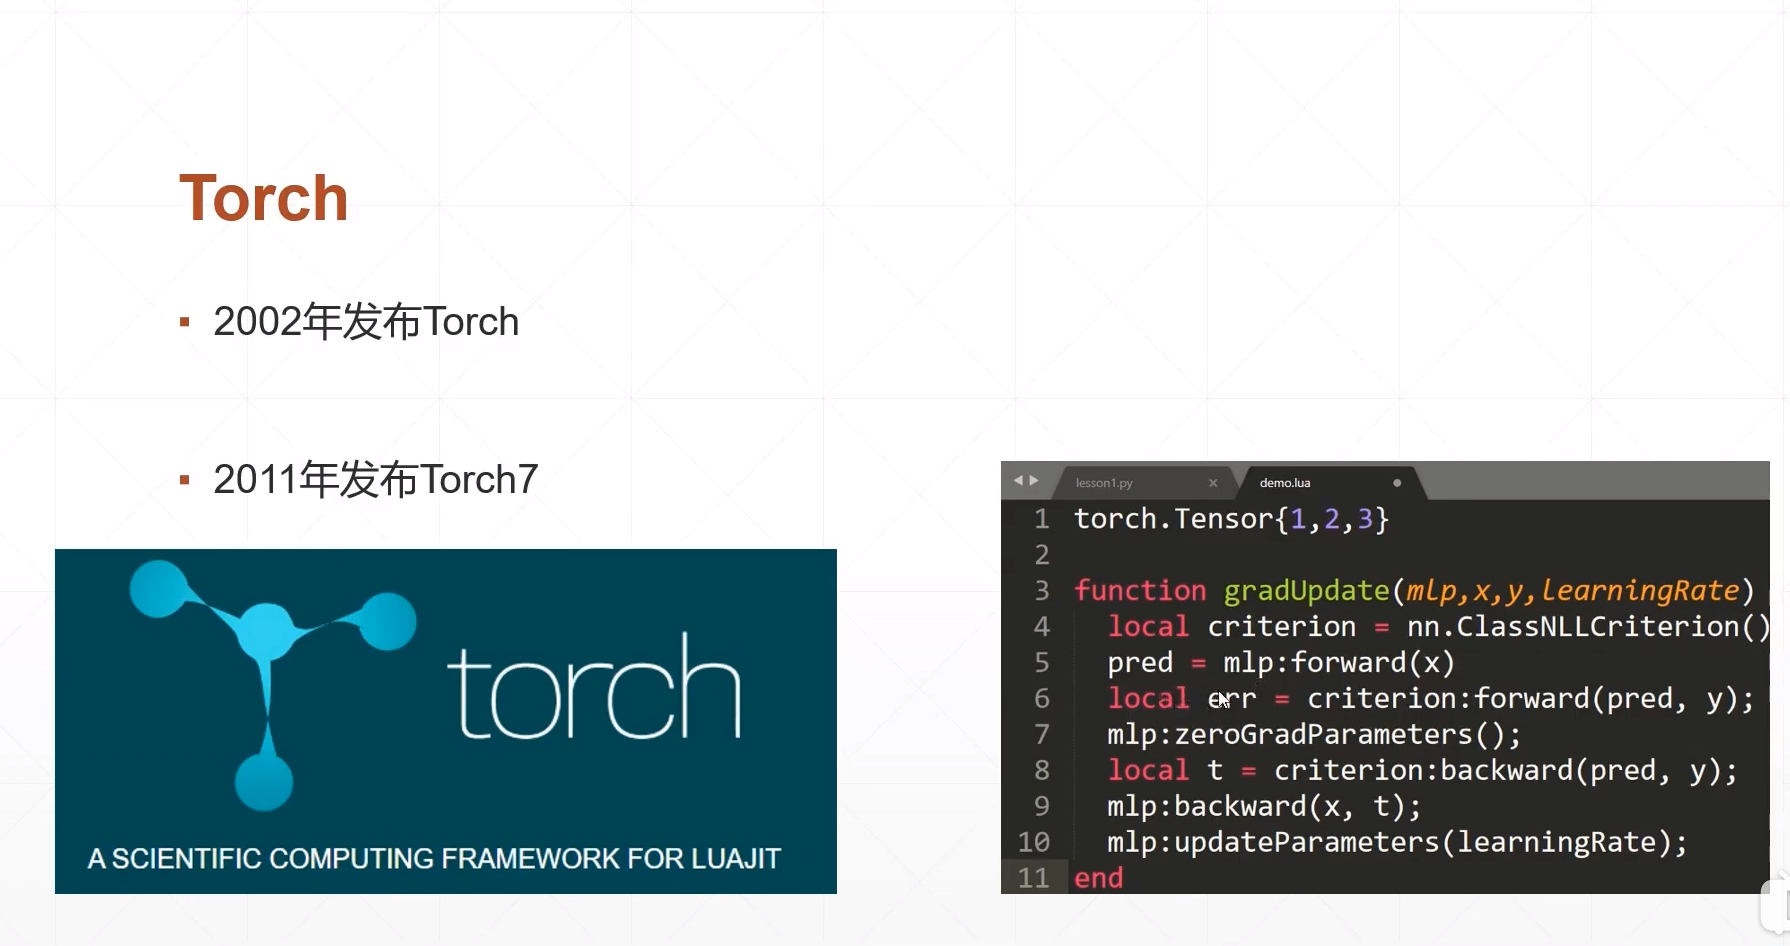 Torch
▪ 2002年发布Torch
▪ 2011年发布Torch7
torch
A SCIENTIFIC COMPUTING FRAMEWORK FOR LUAJIT
lesson1.py × demo.lua
1 torch.Tensor{1,2,3}
2
3 function gradUpdate(mlp,x,y,learningRate)
4 local criterion = nn.ClassNLLCriterion()
5 pred = mlp:forward(x)
6 local err = criterion:forward(pred, y);
7 mlp:zeroGradParameters();
8 local t = criterion:backward(pred, y);
9 mlp:backward(x, t);
10 mlp:updateParameters(learningRate);
11 end